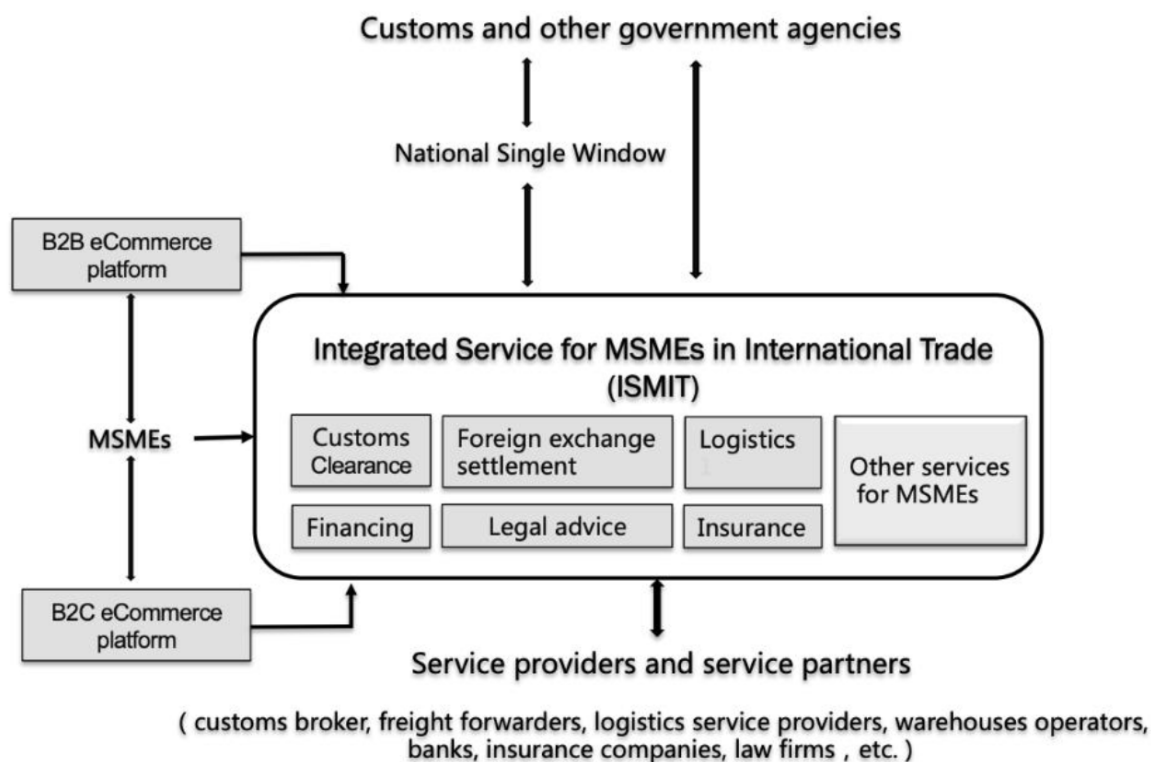 Customs and other government agencies
National Single Window
B2B eCommerce
platform
Integrated Service for MSMEs in International Trade
(ISMIT)
MSMEs
Customs
Clearance
Foreign exchange
settlement
Logistics
Other services
for MSMEs
Financing
Legal advice
Insurance
B2C eCommerce
platform
Service providers and service partners
( customs broker, freight forwarders, logistics service providers, warehouses operators,
banks, insurance companies, law firms , etc. )